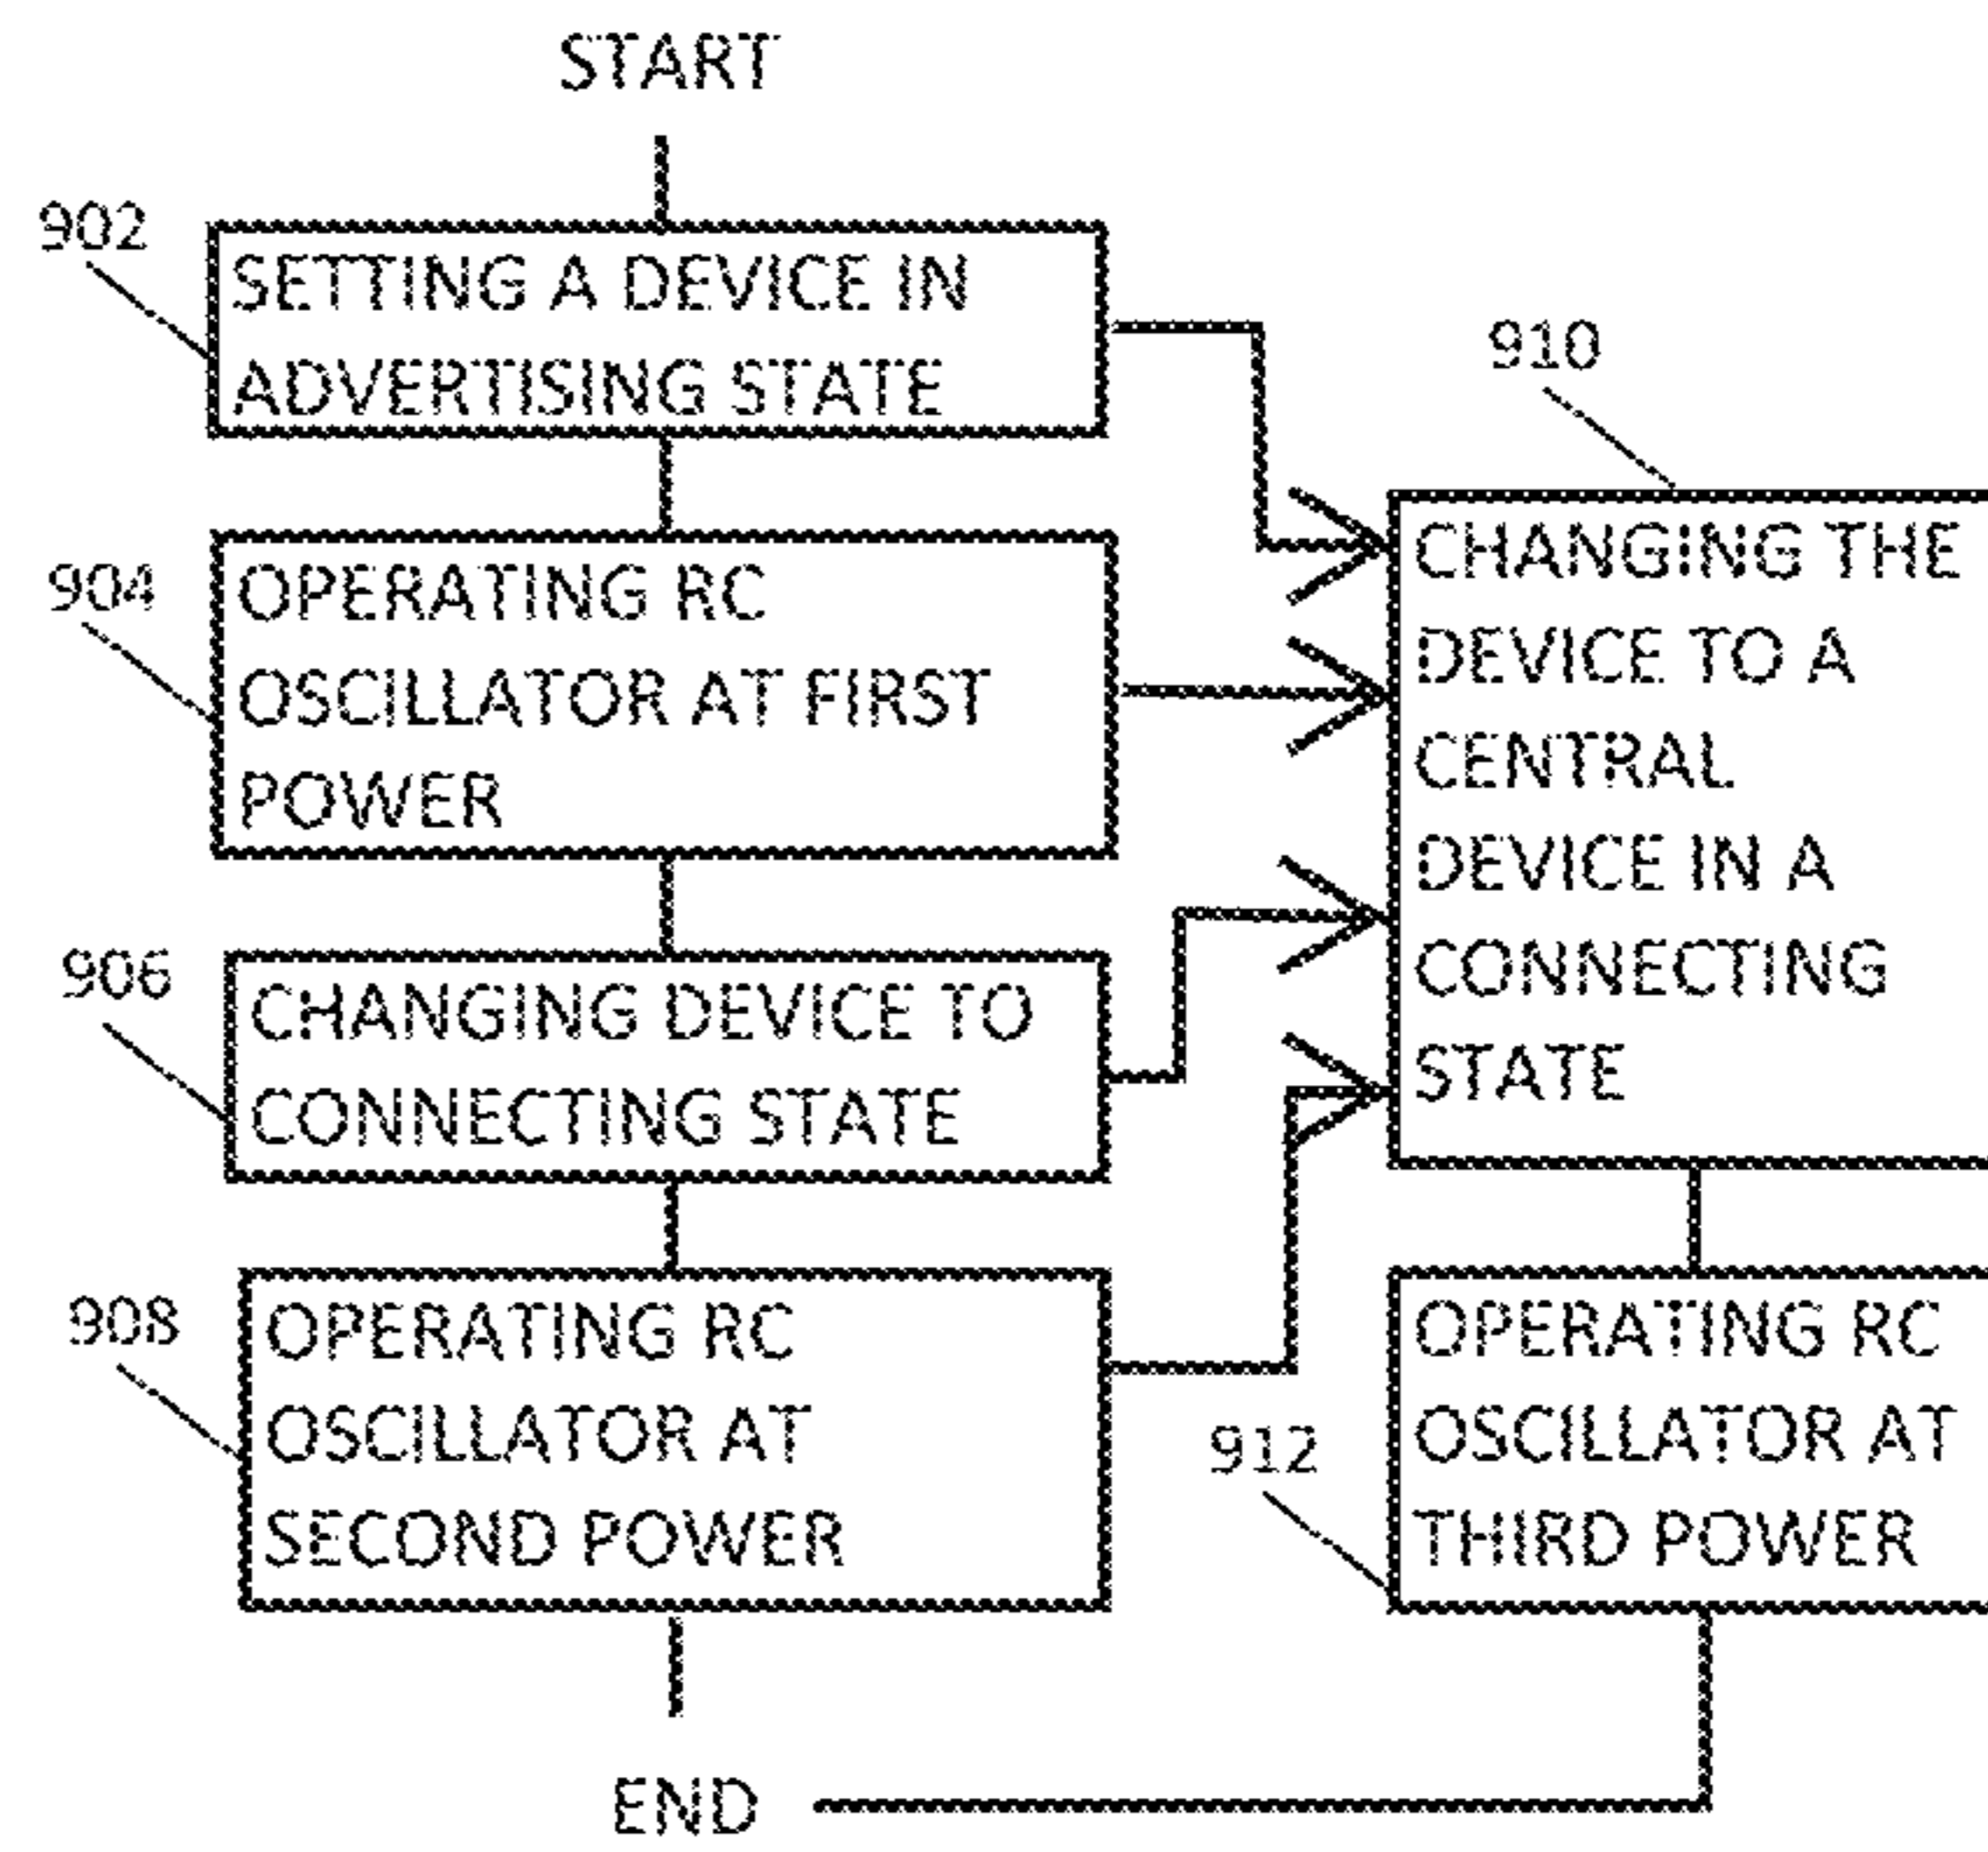 START
902
SETTING A DEVICE IN
ADVERTISING STATE
904
OPERATING RC
OSCILLATOR AT FIRST
POWER
906
CHANGING DEVICE TO
CONNECTING STATE
908
OPERATING RC
OSCILLATOR AT
SECOND POWER
910
CHANGING THE
DEVICE TO A
CENTRAL
DEVICE IN A
CONNECTING
STATE
912
OPERATING RC
OSCILLATOR AT
THIRD POWER
END